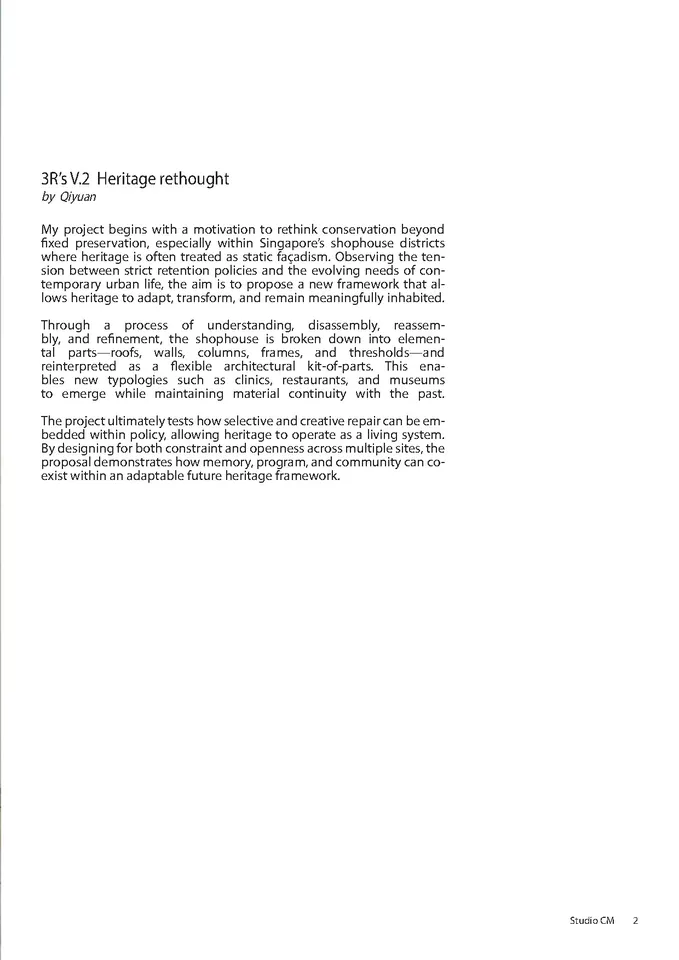 3R's V.2 Heritage rethought
by Qiyuan
My project begins with a motivation to rethink conservation beyond
fixed preservation, especially within Singapore's shophouse districts
where heritage is often treated as static façadism. Observing the ten-
sion between strict retention policies and the evolving needs of con-
temporary urban life, the aim is to propose a new framework that al-
lows heritage to adapt, transform, and remain meaningfully inhabited.
Through a process of understanding, disassembly, reassem-
bly, and refinement, the shophouse is broken down into elemen-
tal parts—roofs, walls, columns, frames, and thresholds—and
reinterpreted as a flexible architectural kit-of-parts. This ena-
bles new typologies such as clinics, restaurants, and museums
to emerge while maintaining material continuity with the past.
The project ultimately tests how selective and creative repair can be em-
bedded within policy, allowing heritage to operate as a living system.
By designing for both constraint and openness across multiple sites, the
proposal demonstrates how memory, program, and community can co-
exist within an adaptable future heritage framework.
Studio CM 2